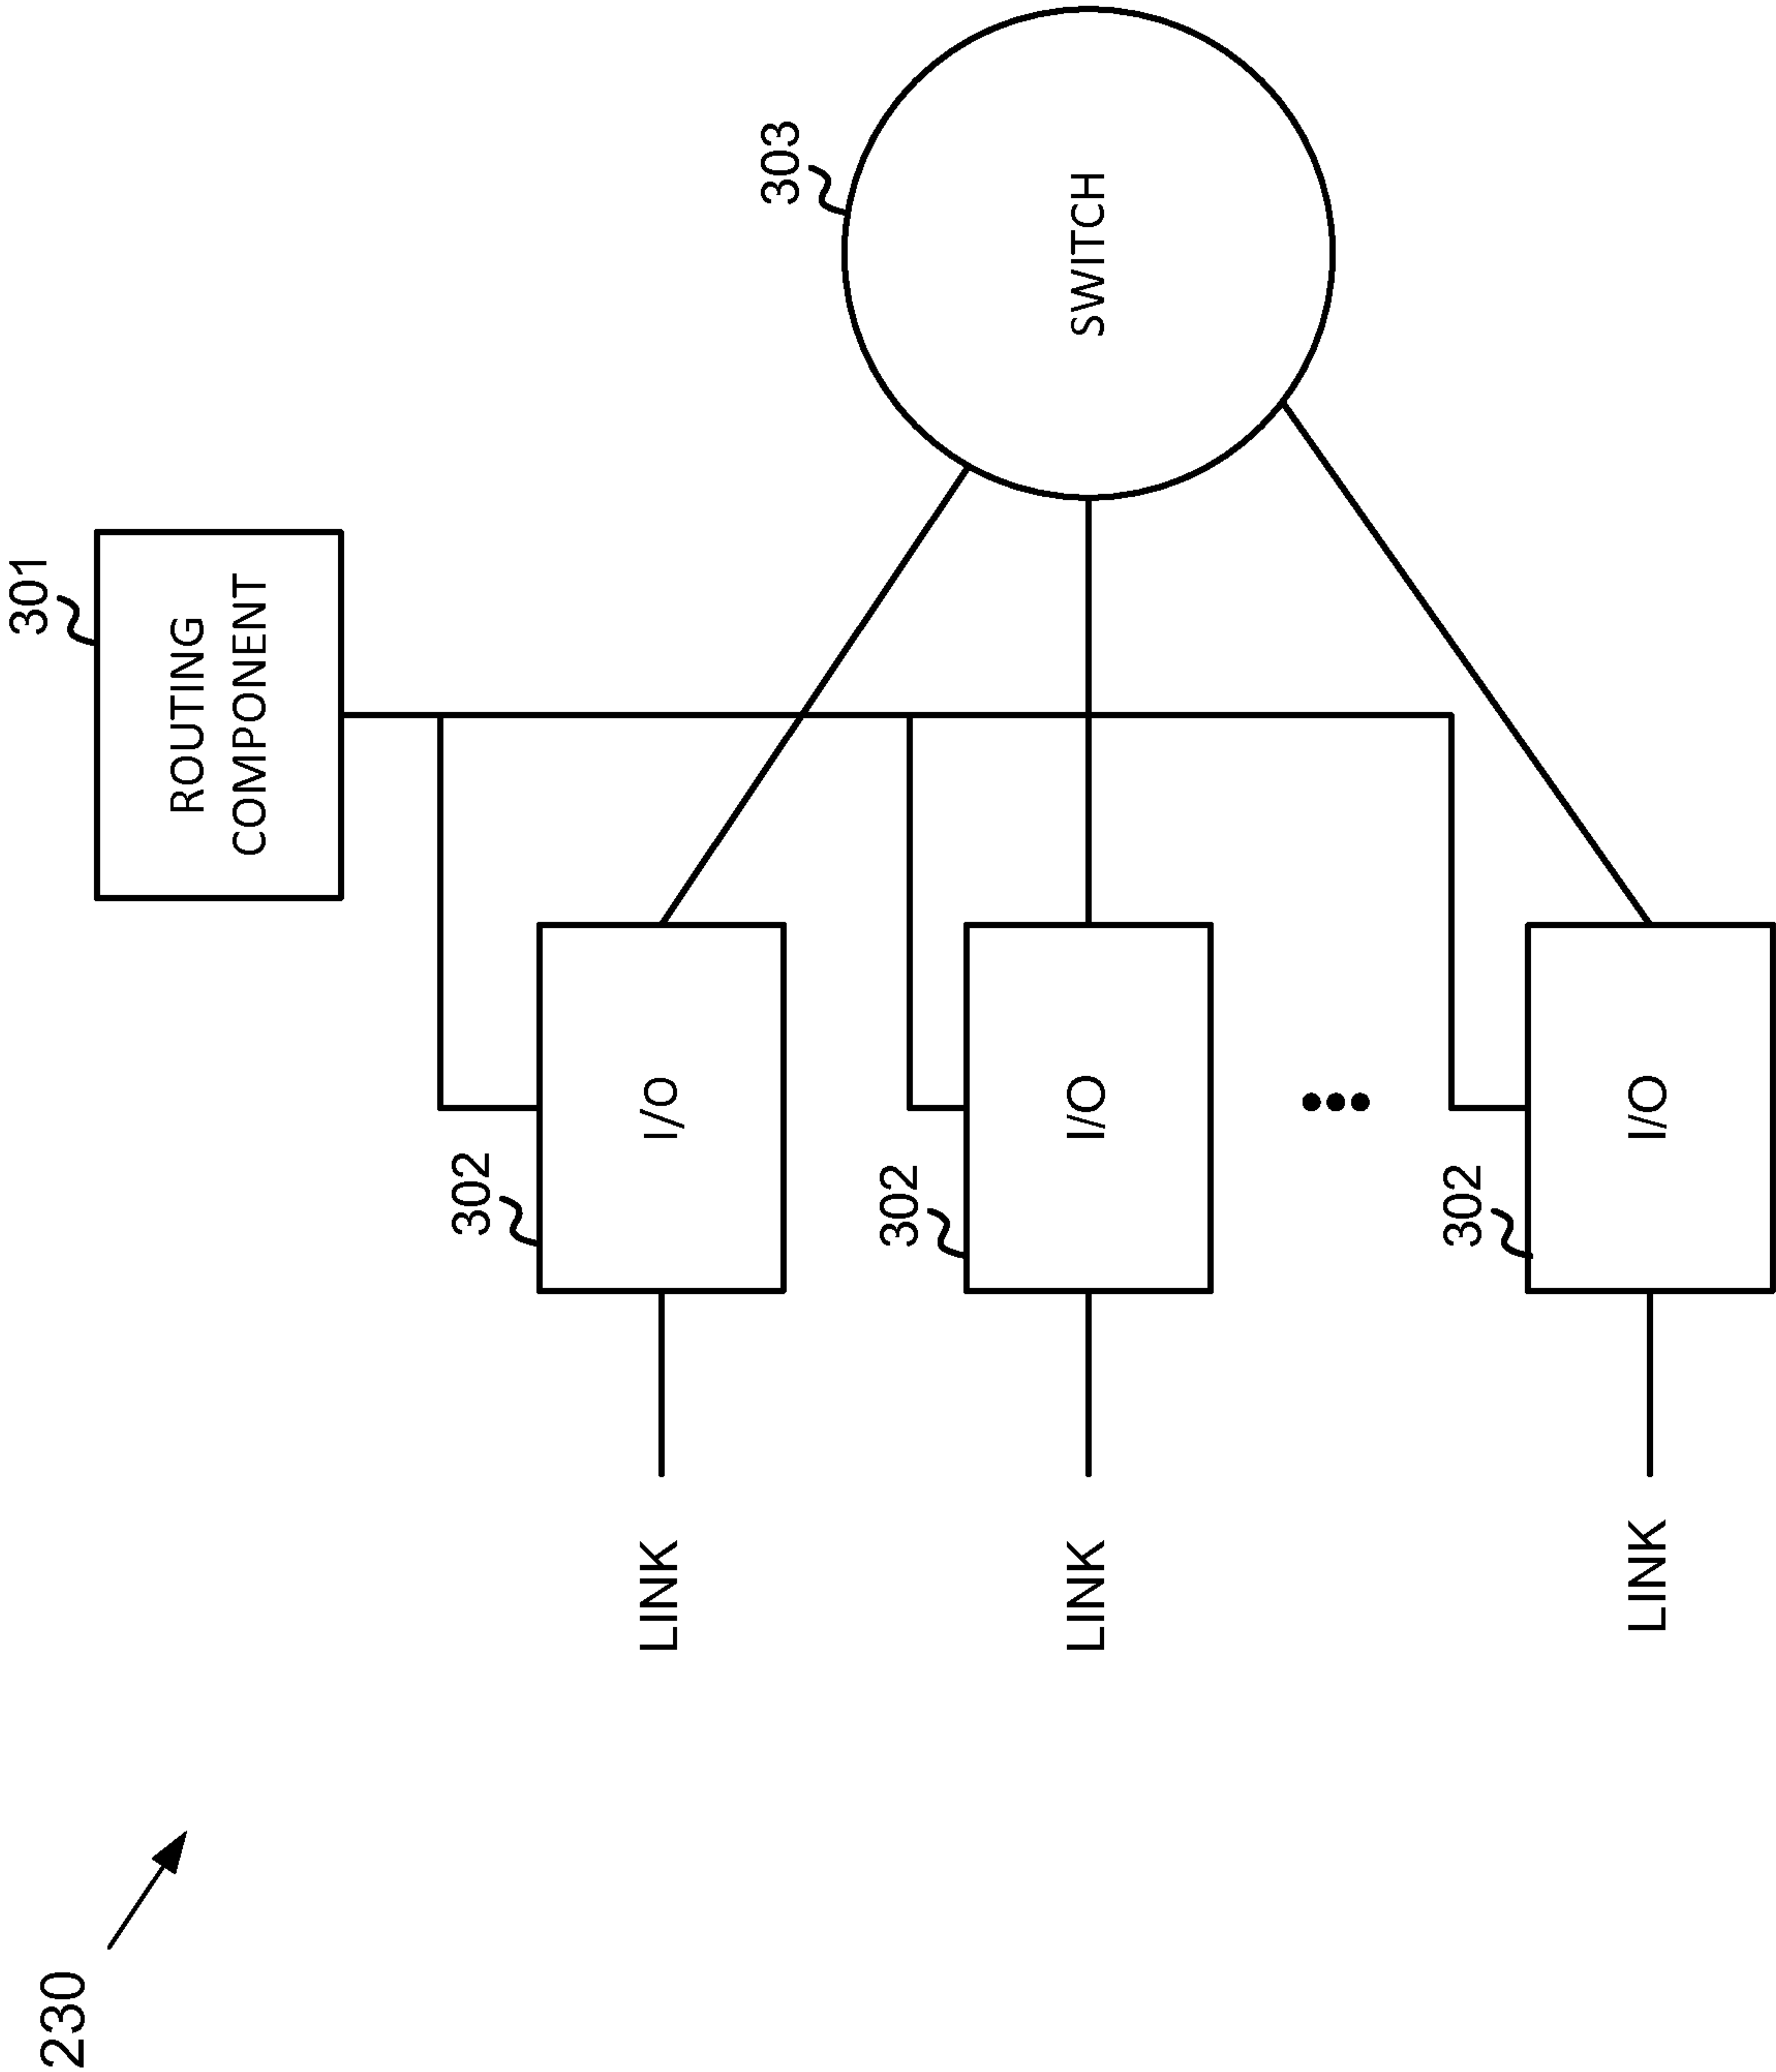 230
301
ROUTING
COMPONENT
302
I/O
LINK
303
SWITCH
302
I/O
LINK
302
I/O
LINK